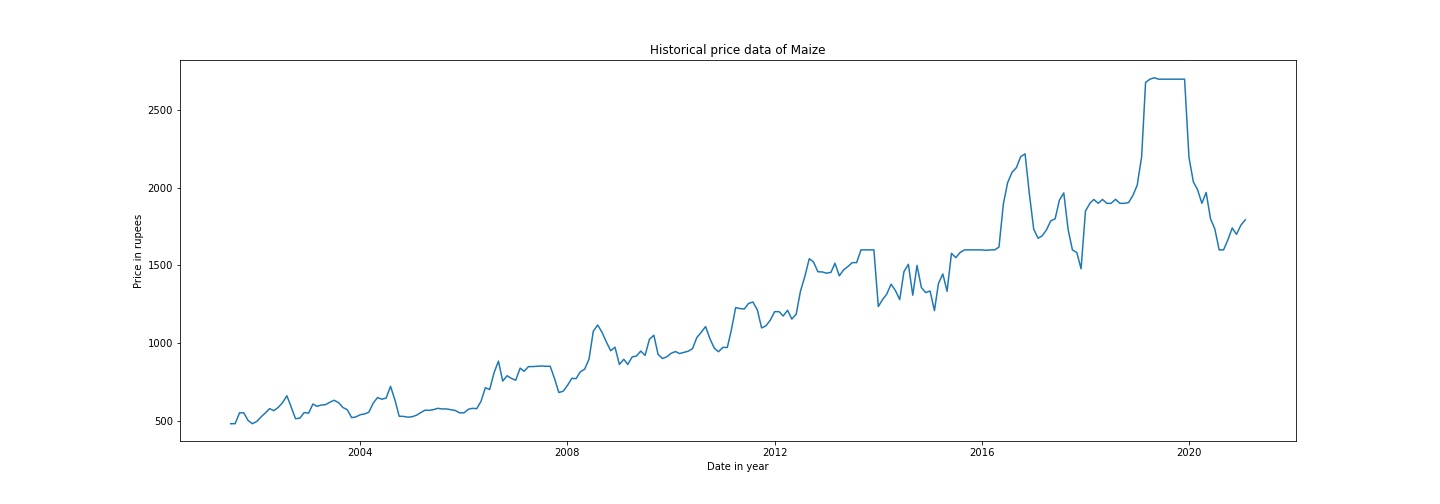 Historical price data of Maize
Price in rupees
2500
2000
1500
1000
500
2004 2008 2012 2016 2020
Date in year